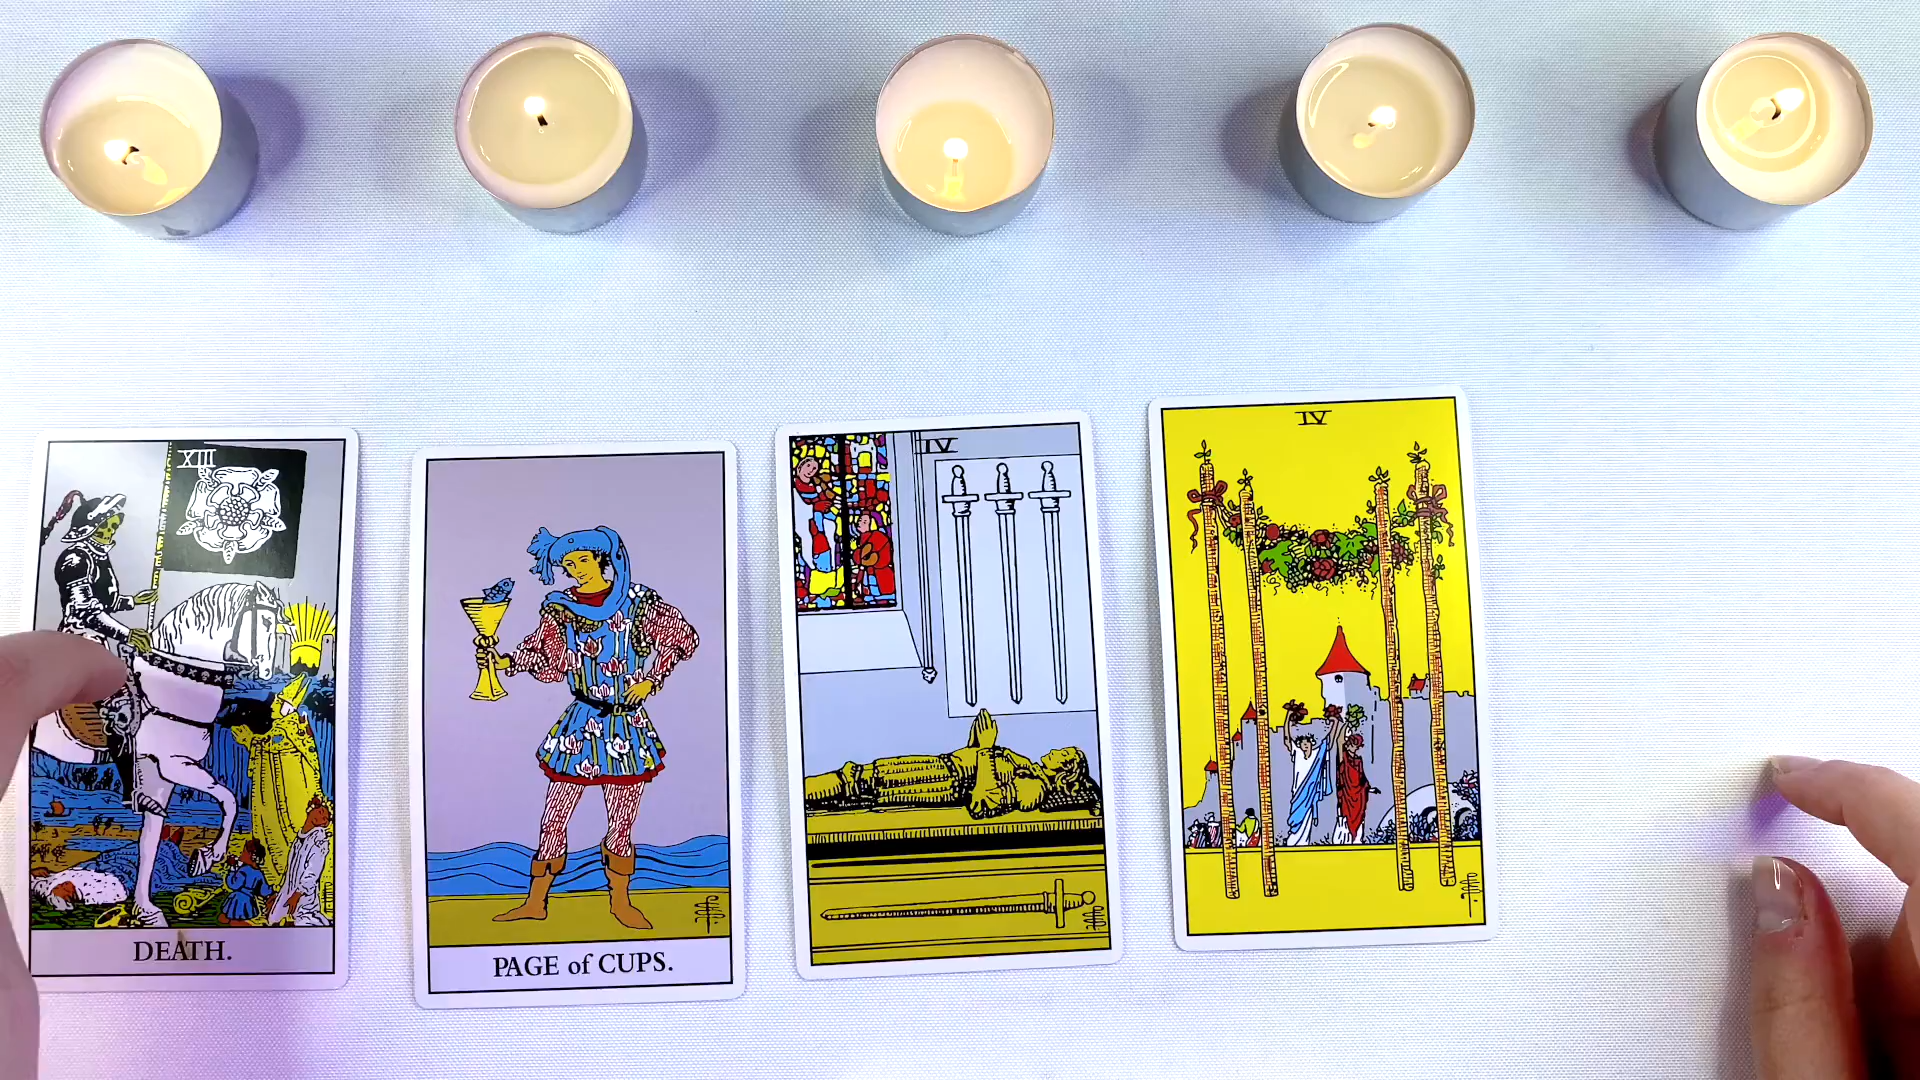 XIII
DEATH.
PAGE of CUPS.
IV
IV